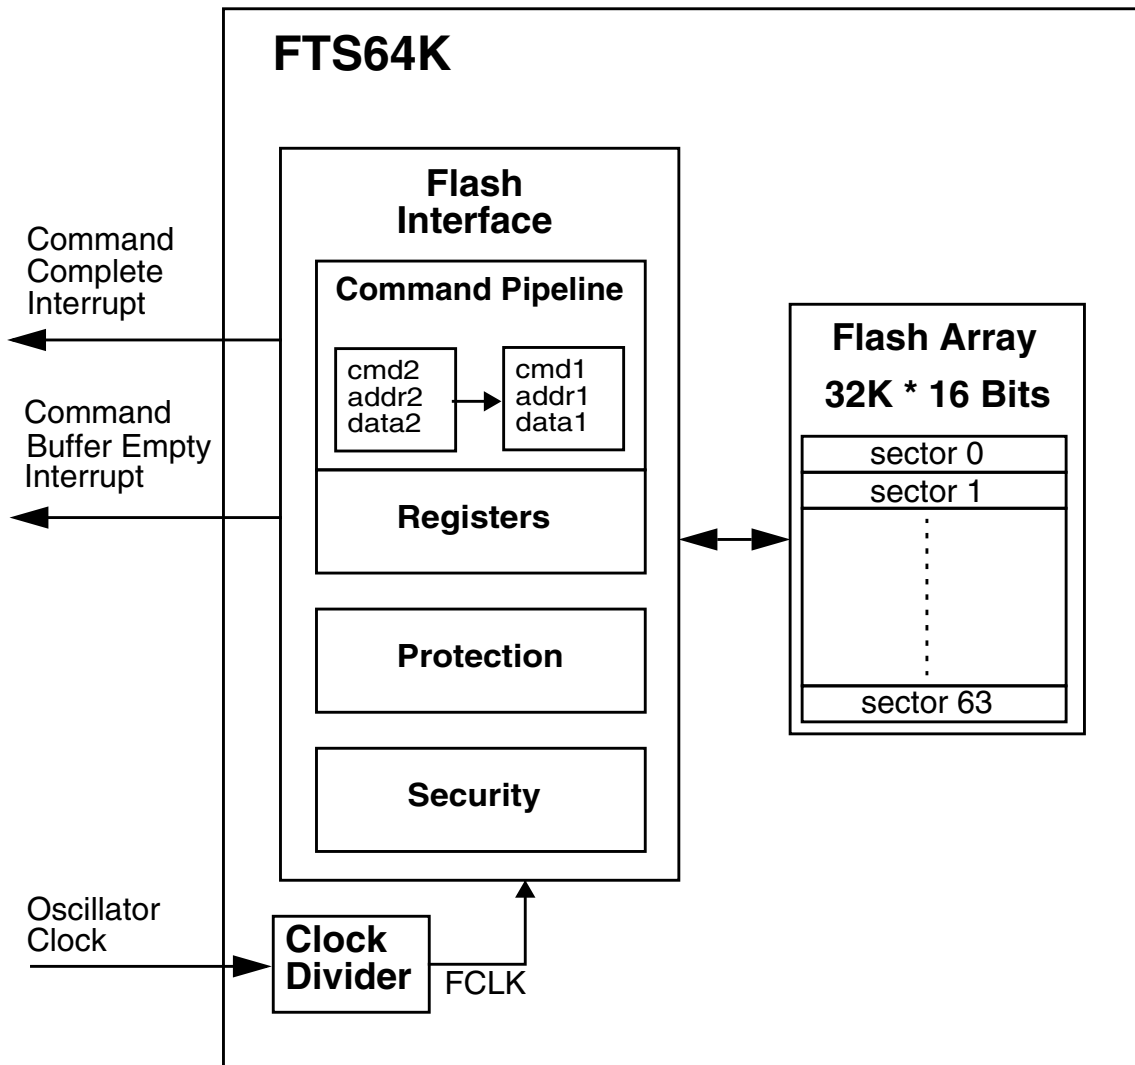 FTS64K
Flash
Interface
Command
Complete
Interrupt
Command Pipeline
cmd2
addr2
data2
cmd1
addr1
data1
Command
Buffer Empty
Interrupt
Registers
Protection
Security
Flash Array
32K * 16 Bits
sector 0
sector 1
sector 63
Oscillator
Clock
Clock
Divider
FCLK